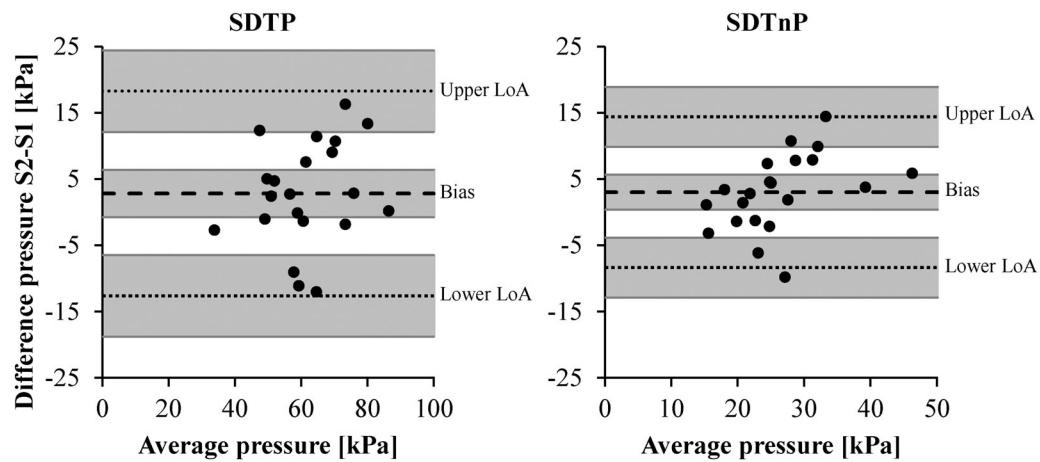 SDTP
Difference pressure S2-S1 [kPa]
25
15
5
-5
-15
-25
Upper LoA
Bias
Lower LoA
0
20
40
60
80
100
Average pressure [kPa]
SDTnP
25
15
5
-5
-15
-25
Upper LoA
Bias
Lower LoA
0
10
20
30
40
50
Average pressure [kPa]